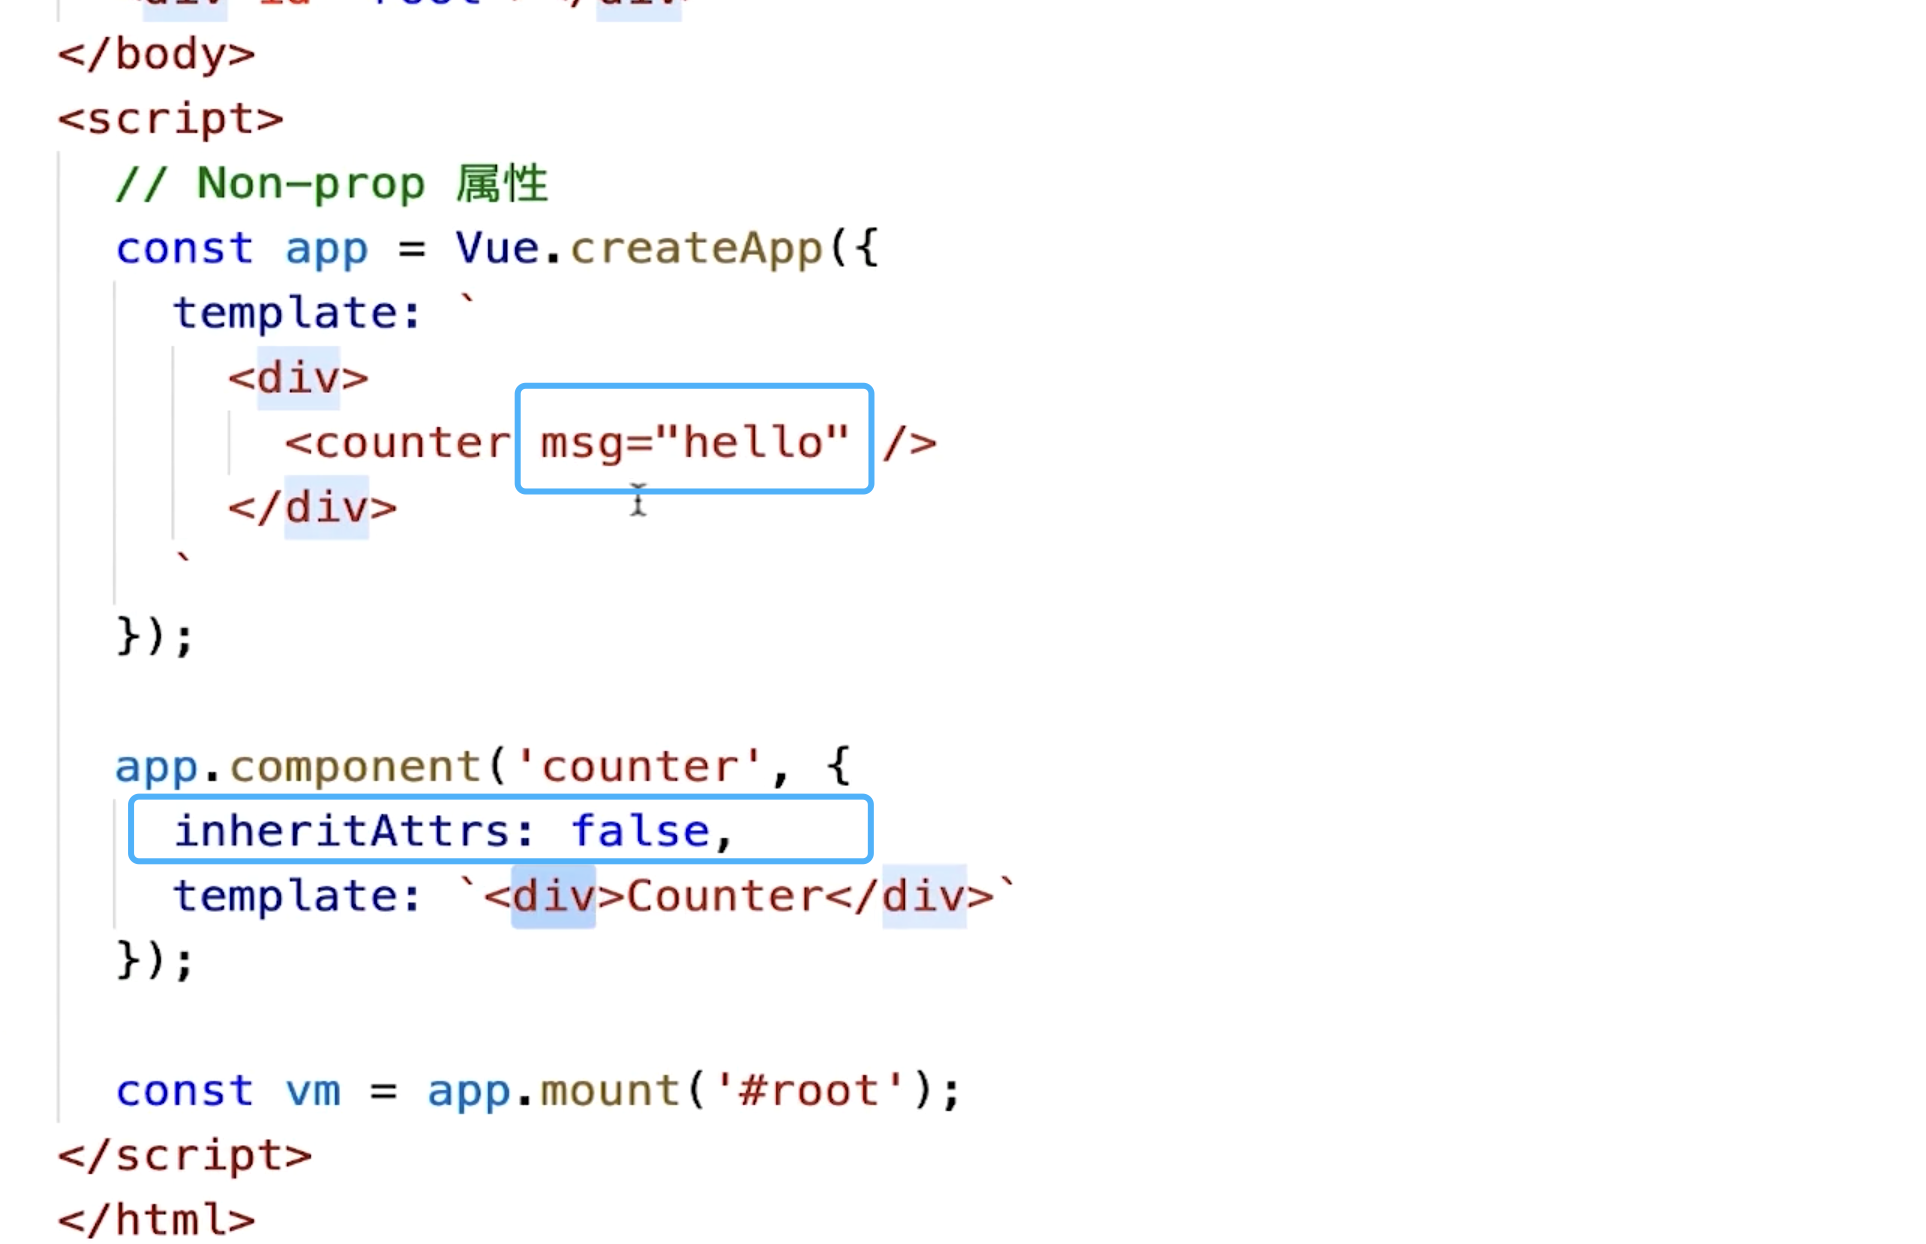 </body>
<script>
// Non-prop 属性
const app = Vue.createApp({
template: `
<div>
<counter msg="hello" />
</div>
`
});
app.component('counter', {
inheritAttrs: false,
template: `<div>Counter</div>`
});
const vm = app.mount('#root');
</script>
</html>